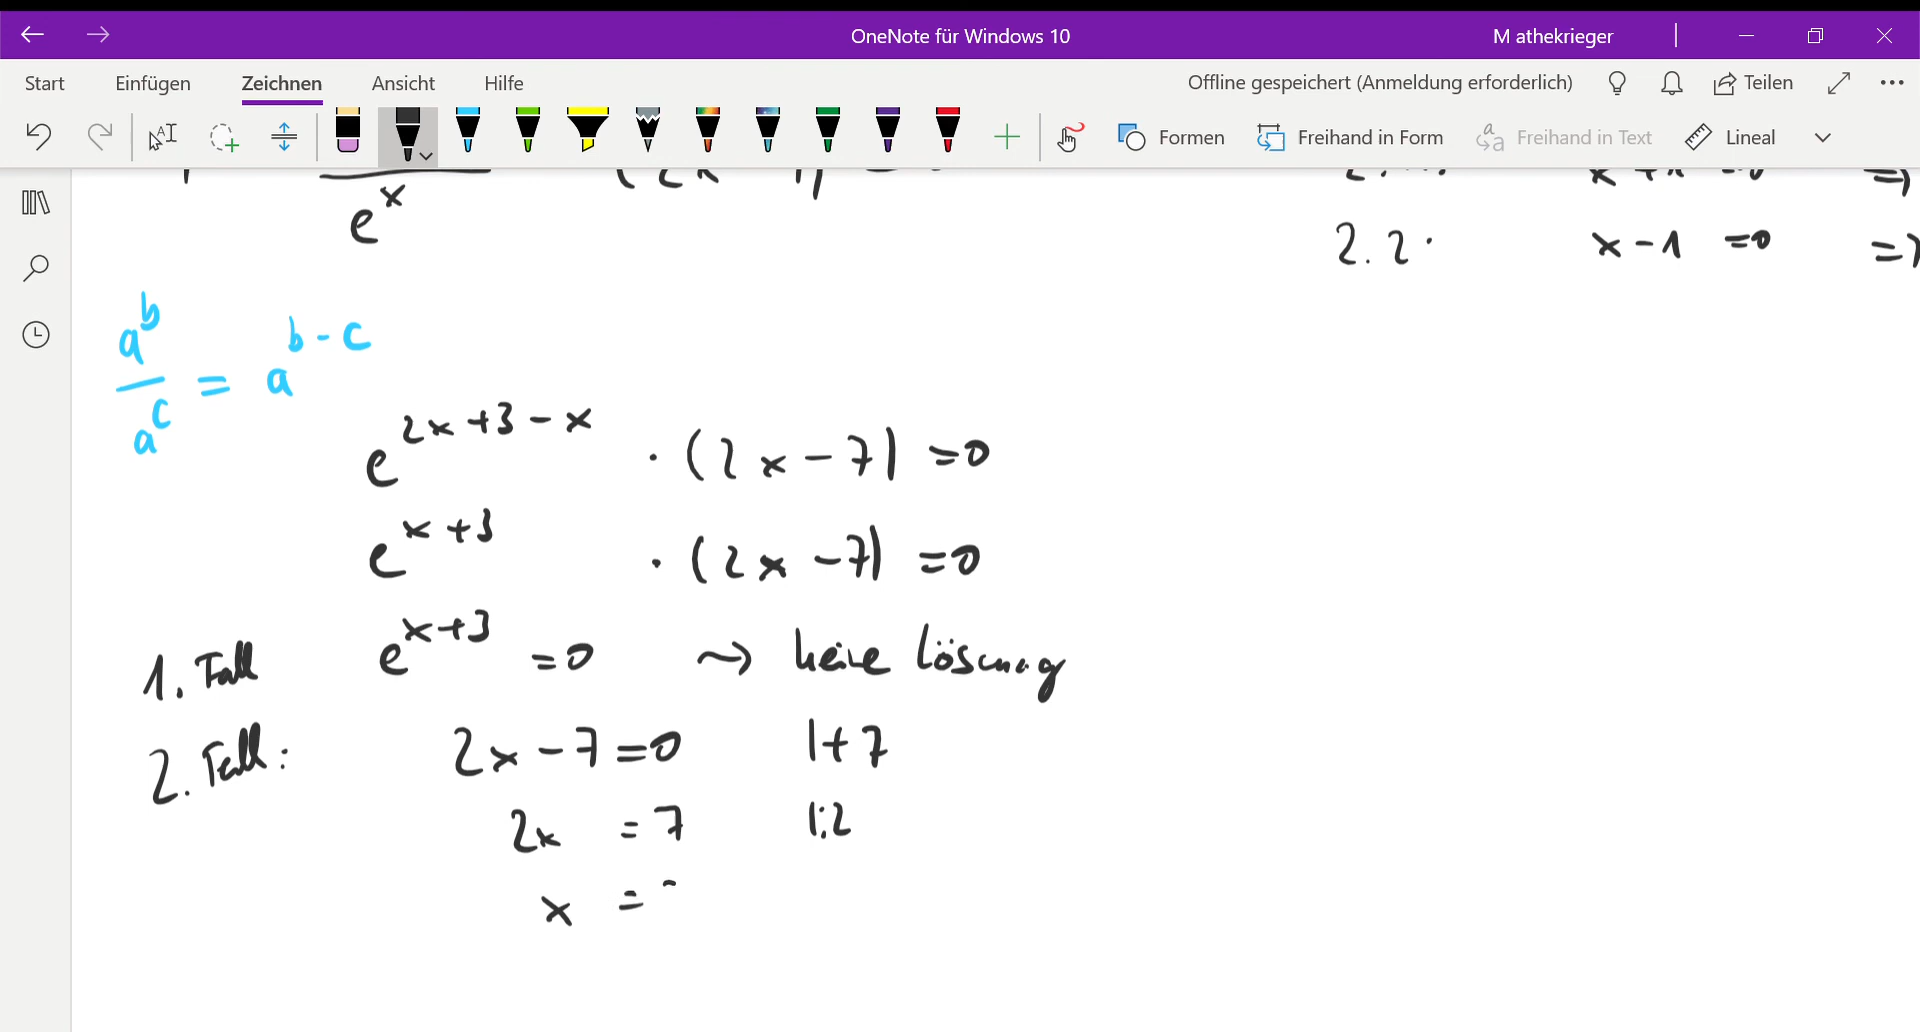 OneNote für Windows 10
M athekrieger
Start Einfügen Zeichnen Ansicht Hilfe
Offline gespeichert (Anmeldung erforderlich) Teilen
Formen Freihand in Form Freihand in Text Lineal
e^x
2.2. x-1 =0 =>
a^b/a^c = a^(b-c)
e^(2x+3-x) · (2x-7) =0
e^(x+3) · (2x-7) =0
1. Fall e^(x+3) =0 ⇝ keine Lösung
2. Fall: 2x-7=0 |+7
2x =7 |:2
x =